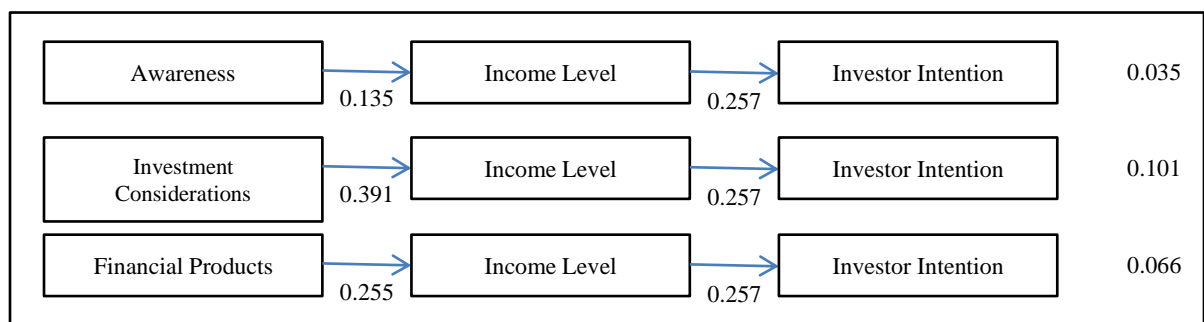 Awareness
Income Level
Investor Intention
0.035
0.135
0.257
Investment
Considerations
Income Level
Investor Intention
0.101
0.391
0.257
Financial Products
Income Level
Investor Intention
0.066
0.255
0.257